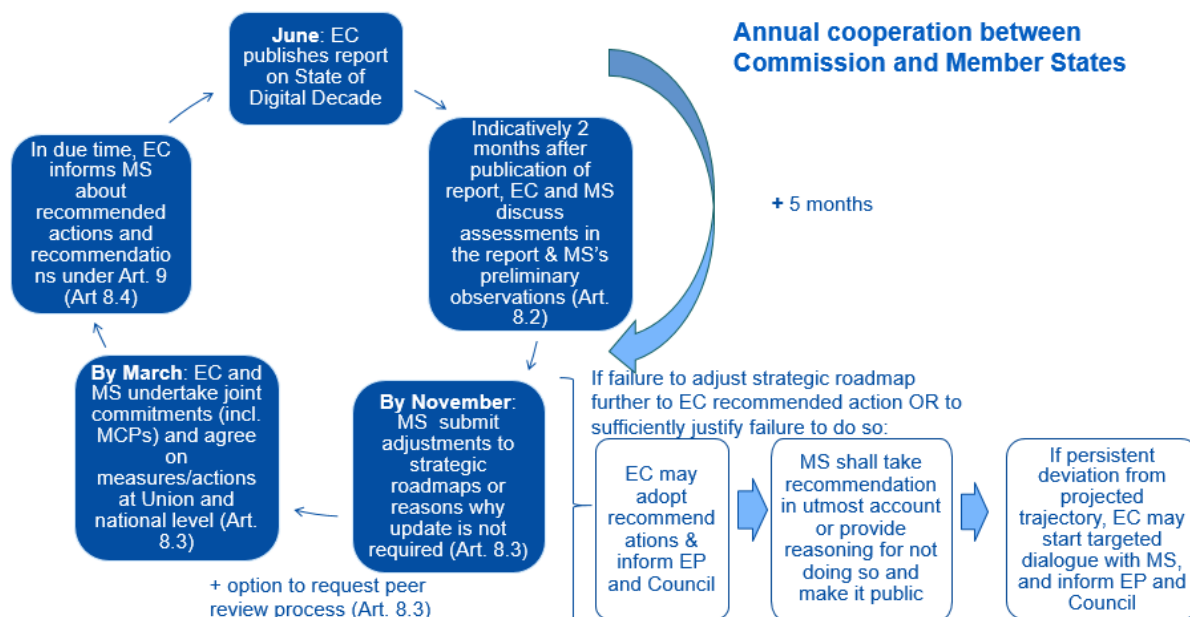 Annual cooperation between
Commission and Member States
June: EC
publishes report
on State of
Digital Decade
Indicatively 2
months after
publication of
report, EC and MS
discuss
assessments in
the report & MS's
preliminary
observations (Art.
8.2)
+ 5 months
By November:
MS submit
adjustments to
strategic
roadmaps or
reasons why
update is not
required (Art. 8.3)
+ option to request peer
review process (Art. 8.3)
By March: EC and
MS undertake joint
commitments (incl.
MCPs) and agree
on
measures/actions
at Union and
national level (Art.
8.3)
In due time, EC
informs MS
about
recommended
actions and
recommendatio
ns under Art. 9
(Art 8.4)
If failure to adjust strategic roadmap
further to EC recommended action OR to
sufficiently justify failure to do so:
EC may
adopt
recommend
ations &
inform EP
and Council
MS shall take
recommendation
in utmost account
or provide
reasoning for not
doing so and
make it public
If persistent
deviation from
projected
trajectory, EC may
start targeted
dialogue with MS,
and inform EP and
Council